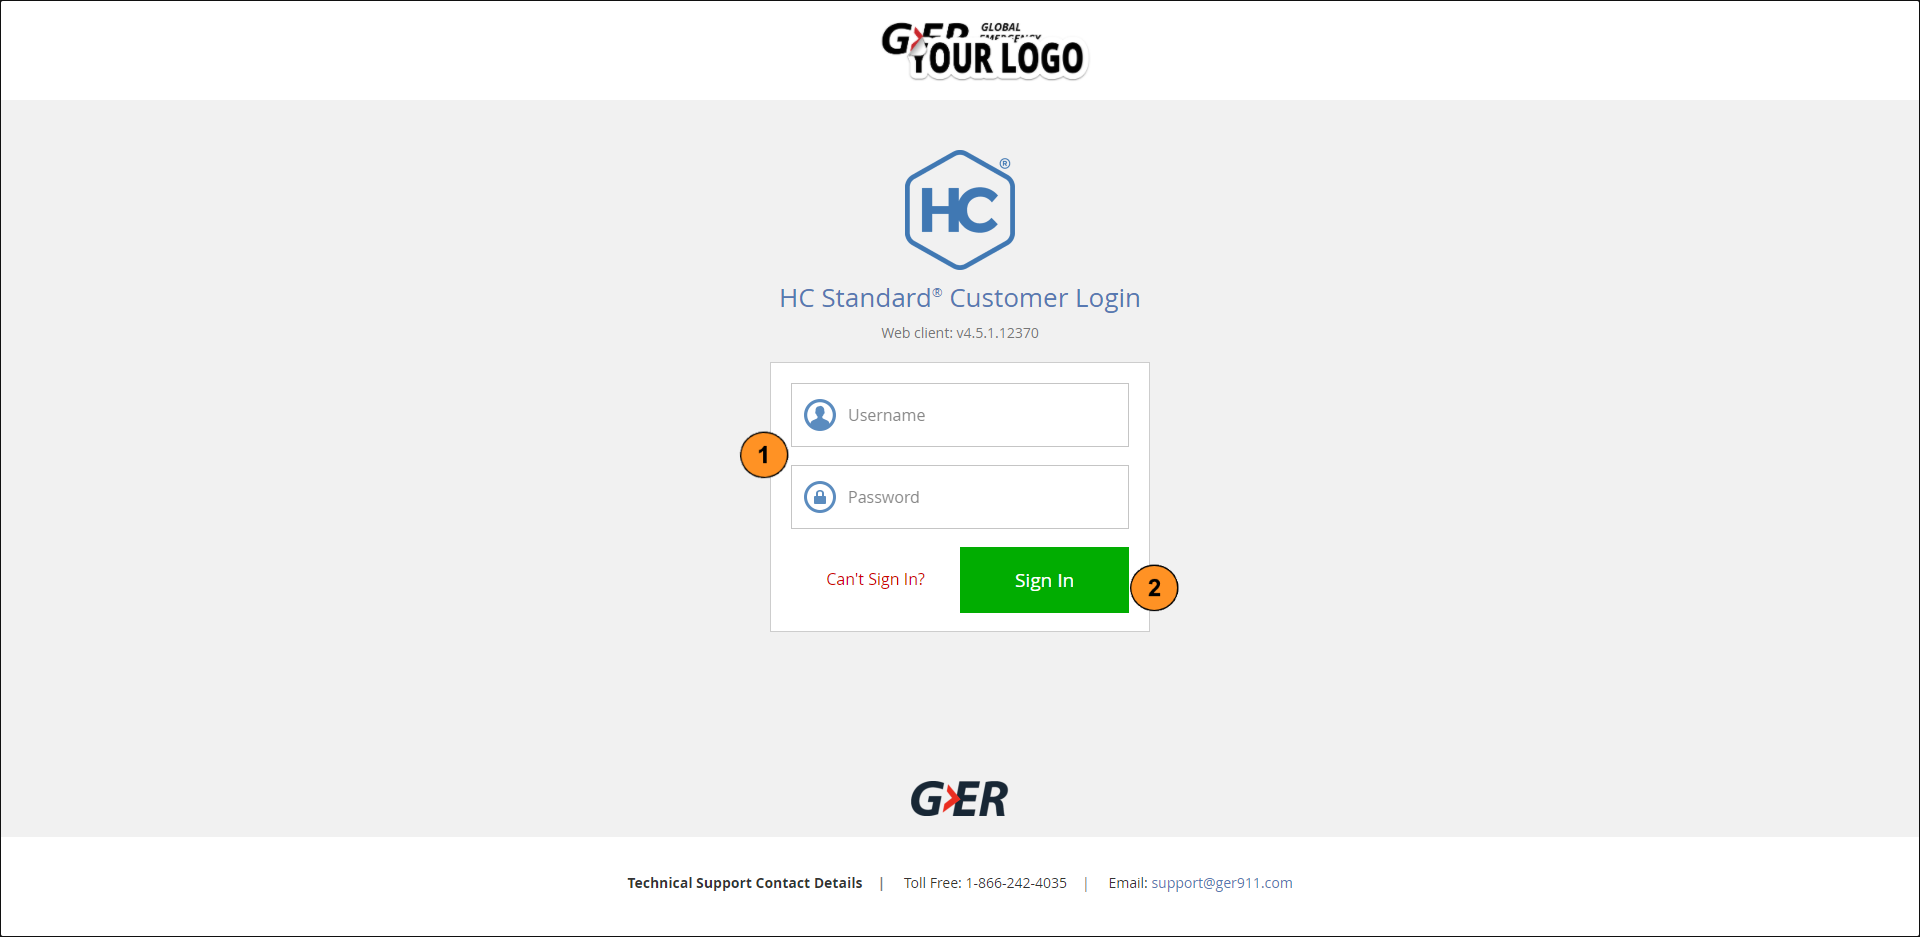 GER GLOBAL
YOUR LOGO
HC®
HC Standard® Customer Login
Web client: v4.5.1.12370
Username
1
Password
Can't Sign In?
Sign In
2
GER
Technical Support Contact Details | Toll Free: 1-866-242-4035 | Email: support@ger911.com